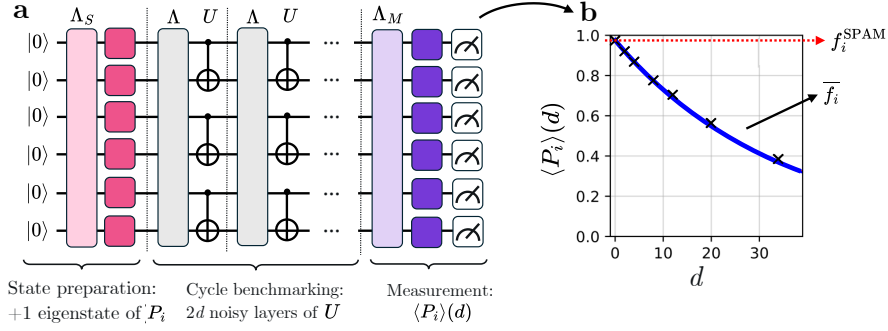 a
Λ_S Λ U Λ U Λ_M
|0⟩
|0⟩
|0⟩
|0⟩
|0⟩
|0⟩
...
...
...
...
...
...
State preparation:
+1 eigenstate of P_i
Cycle benchmarking:
2d noisy layers of U
Measurement:
⟨P_i⟩(d)
b
f_i^SPAM
f̅_i
⟨P_i⟩(d)
1.0
0.8
0.6
0.4
0.2
0.0
0 10 20 30
d